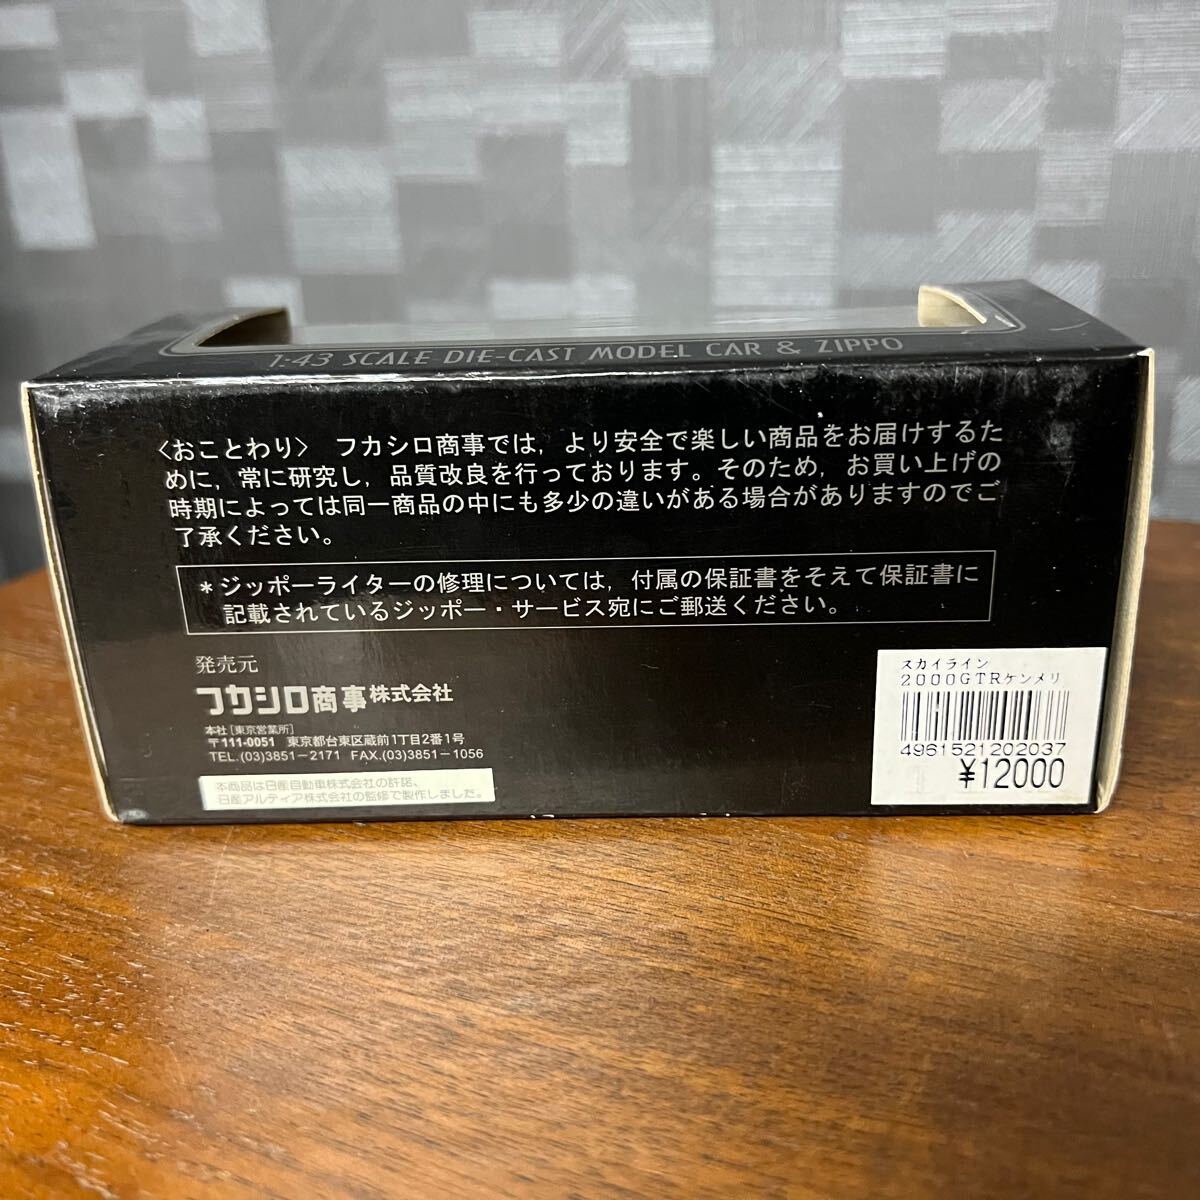 1:43 SCALE DIE-CAST MODEL CAR & ZIPPO
〈おことわり〉 フカシロ商事では，より安全で楽しい商品をお届けするた
めに，常に研究し，品質改良を行っております。そのため，お買い上げの
時期によっては同一商品の中にも多少の違いがある場合がありますのでご
了承ください。
＊ジッポーライターの修理については，付属の保証書をそえて保証書に
記載されているジッポー・サービス宛にご郵送ください。
発売元
フカシロ商事株式会社
本社［東京営業所］
〒111-0051 東京都台東区蔵前1丁目2番1号
TEL.(03)3851－2171 FAX.(03)3851－1056
本商品は日産自動車株式会社の許諾、
日産アルティア株式会社の監修で製作しました。
スカイライン
2000GTRケンメリ
4961521202037
¥12000